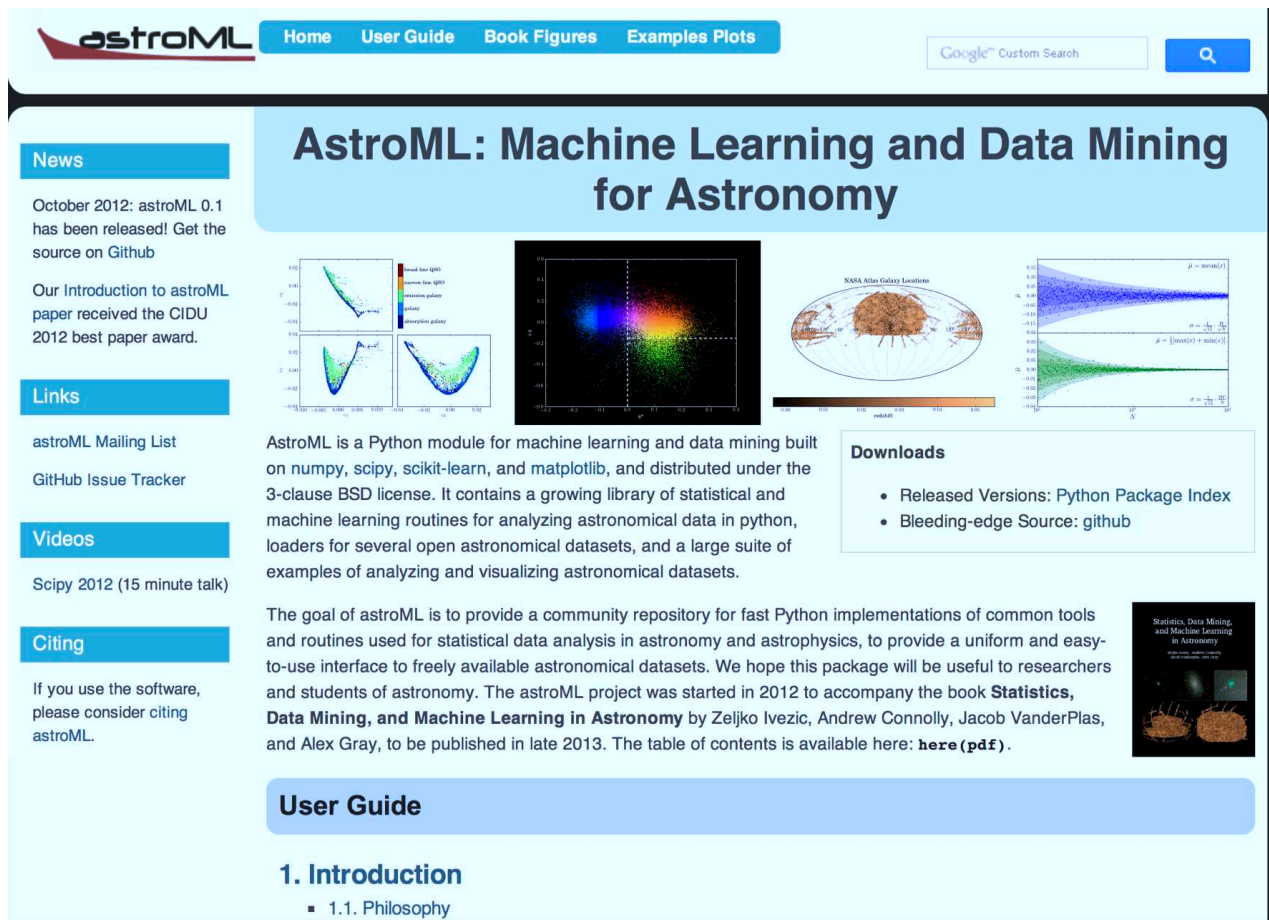 astroML
Home User Guide Book Figures Examples Plots
Google™ Custom Search
News
October 2012: astroML 0.1
has been released! Get the
source on Github
Our Introduction to astroML
paper received the CIDU
2012 best paper award.
Links
astroML Mailing List
GitHub Issue Tracker
Videos
Scipy 2012 (15 minute talk)
Citing
If you use the software,
please consider citing
astroML.
AstroML: Machine Learning and Data Mining
for Astronomy
broad-line QSO
narrow-line QSO
emission galaxy
galaxy
absorption galaxy
NASA Atlas Galaxy Locations
redshift
AstroML is a Python module for machine learning and data mining built
on numpy, scipy, scikit-learn, and matplotlib, and distributed under the
3-clause BSD license. It contains a growing library of statistical and
machine learning routines for analyzing astronomical data in python,
loaders for several open astronomical datasets, and a large suite of
examples of analyzing and visualizing astronomical datasets.
Downloads
• Released Versions: Python Package Index
• Bleeding-edge Source: github
The goal of astroML is to provide a community repository for fast Python implementations of common tools
and routines used for statistical data analysis in astronomy and astrophysics, to provide a uniform and easy-
to-use interface to freely available astronomical datasets. We hope this package will be useful to researchers
and students of astronomy. The astroML project was started in 2012 to accompany the book Statistics,
Data Mining, and Machine Learning in Astronomy by Zeljko Ivezic, Andrew Connolly, Jacob VanderPlas,
and Alex Gray, to be published in late 2013. The table of contents is available here: here(pdf).
Statistics, Data Mining,
and Machine Learning
in Astronomy
User Guide
1. Introduction
▪ 1.1. Philosophy